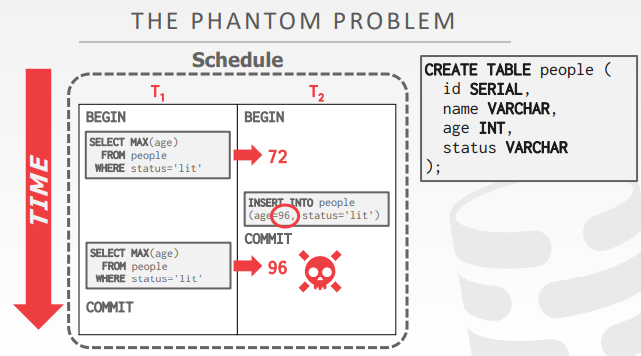 THE PHANTOM PROBLEM
Schedule
TIME
T1
T2
BEGIN
SELECT MAX(age)
FROM people
WHERE status='lit'
72
SELECT MAX(age)
FROM people
WHERE status='lit'
96
COMMIT
BEGIN
INSERT INTO people
(age=96, status='lit')
COMMIT
CREATE TABLE people (
id SERIAL,
name VARCHAR,
age INT,
status VARCHAR
);